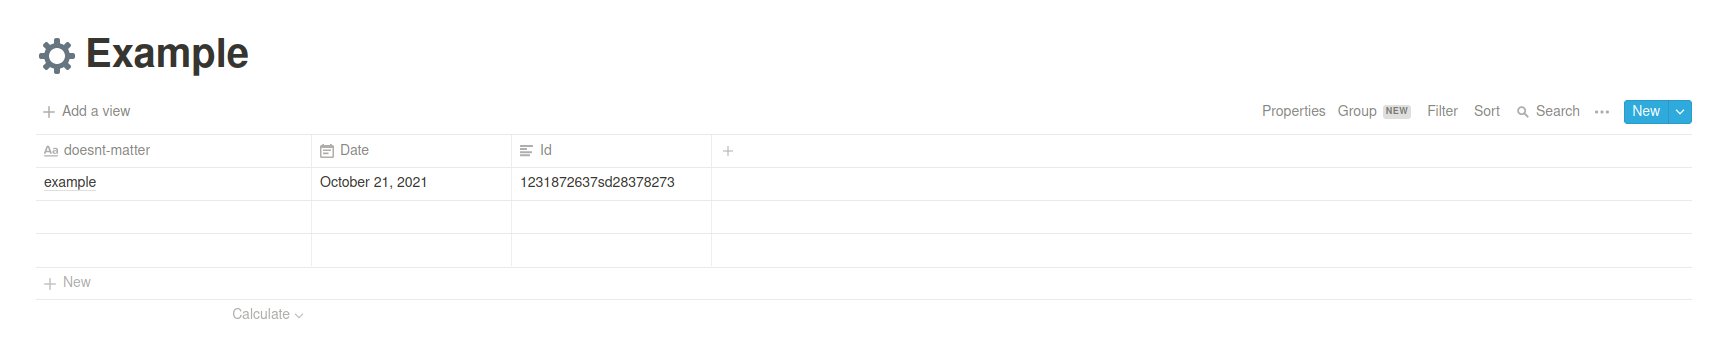 Example
Add a view Properties Group NEW Filter Sort Search New
Aa doesnt-matter Date Id
example October 21, 2021 1231872637sd28378273
New
Calculate